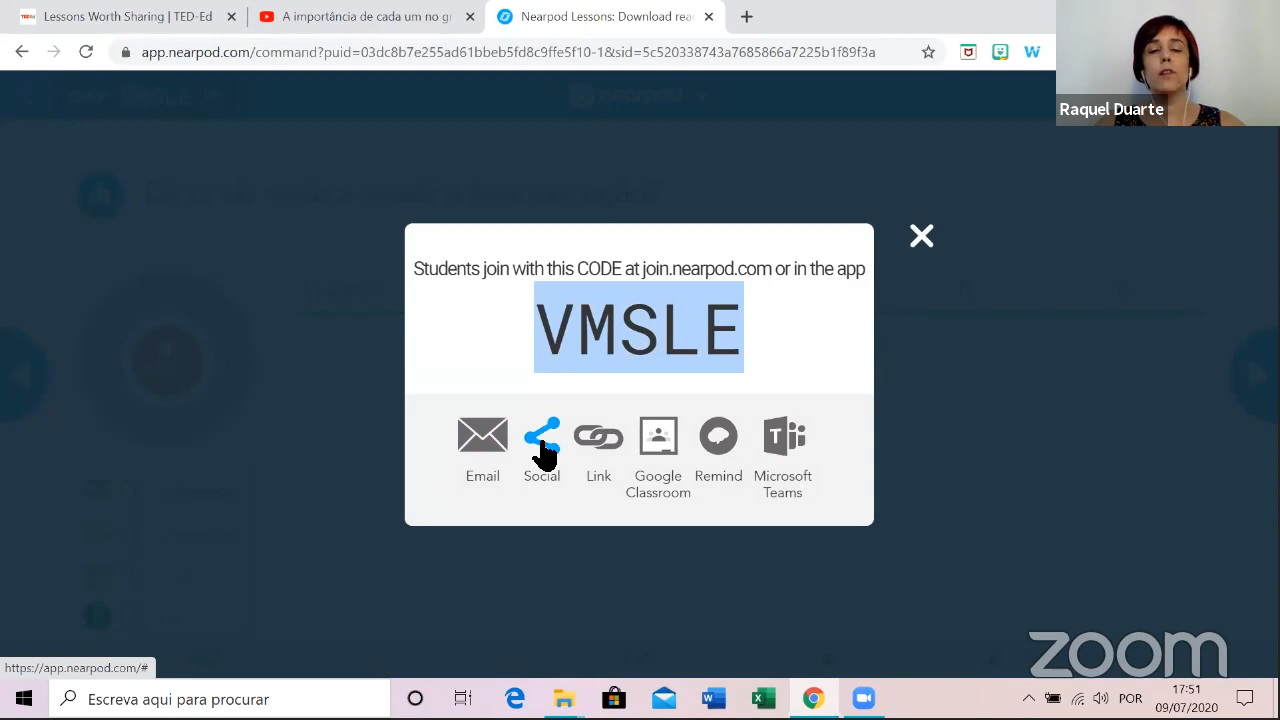 Lessons Worth Sharing | TED-Ed
A importância de cada um no gr
Nearpod Lessons: Download rea
app.nearpod.com/command?puid=03dc8b7e255ad1f7bbeb5fd8c9ffe5f10-1&sid=5c520338743a7685866a7225b1f89f3a
Raquel Duarte
Students join with this CODE at join.nearpod.com or in the app
VMSLE
Email
Social
Link
Google Classroom
Remind
Microsoft Teams
zoom
https://app.nearpod.com/#
Escreva aqui para procurar
POR
17:51
09/07/2020